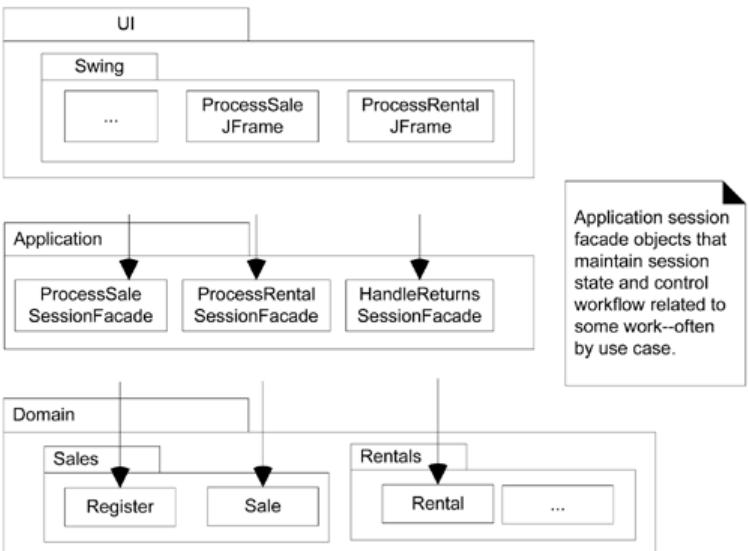 UI
Swing
...
ProcessSale
JFrame
ProcessRental
JFrame
Application
ProcessSale
SessionFacade
ProcessRental
SessionFacade
HandleReturns
SessionFacade
Application session
facade objects that
maintain session
state and control
workflow related to
some work--often
by use case.
Domain
Sales
Register
Sale
Rentals
Rental
...